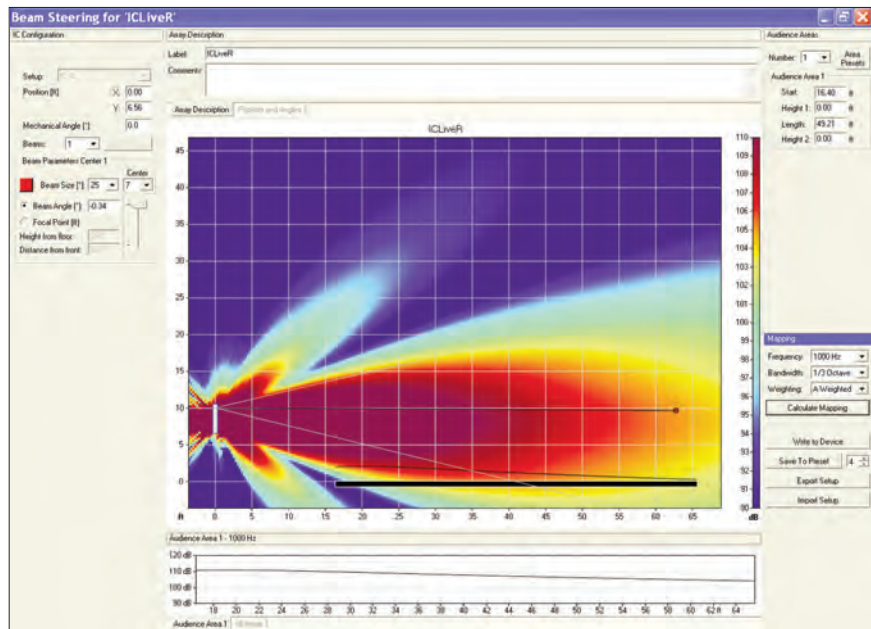 Beam Steering for 'ICLiveR'
IC Configuration
Setup:
Position [ft] X: 0.00
Y: 6.56
Mechanical Angle [°] 0.0
Beams: 1
Beam Parameters Center 1
Center
Beam Size [°]: 25 7
Beam Angle [°]: -0.34
Focal Point [ft]
Height from floor:
Distance from front:
Array Description
Label: ICLiveR
Comments:
Array Description Position and Angles
ICLiveR
45
40
35
30
25
20
15
10
5
0
ft 0 5 10 15 20 25 30 35 40 45 50 55 60 65 dB
110
109
108
107
106
105
104
103
102
101
100
99
98
97
96
95
94
93
92
91
90
Audience Area 1 - 1000 Hz
120 dB
110 dB
100 dB
90 dB
18 20 22 24 26 28 30 32 34 36 38 40 42 44 46 48 50 52 54 56 58 60 62 ft 64
Audience Area 1
Audience Areas
Number: 1 Area Presets
Audience Area 1
Start: 16.40 ft
Height 1: 0.00 ft
Length: 49.21 ft
Height 2: 0.00 ft
Mapping
Frequency: 1000 Hz
Bandwidth: 1/3 Octave
Weighting: A Weighted
Calculate Mapping
Write to Device
Save To Preset 4
Export Setup
Import Setup